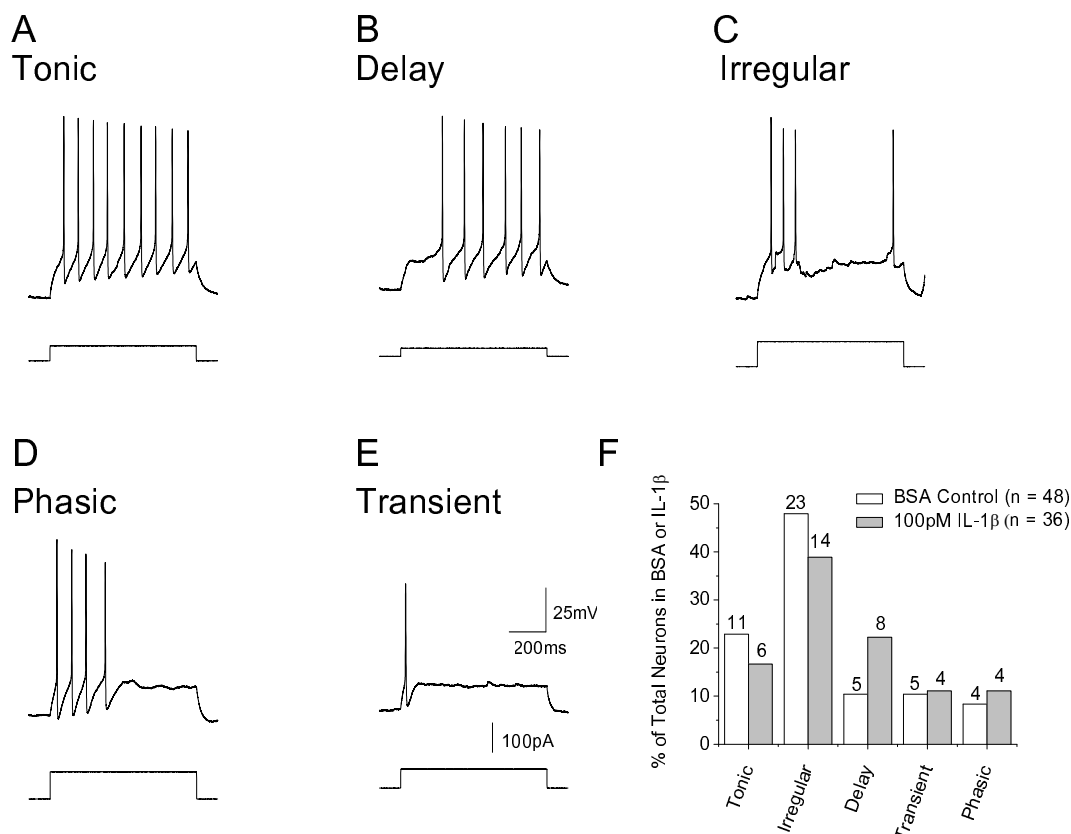 A
Tonic
B
Delay
C
Irregular
D
Phasic
E
Transient
25mV
200ms
100pA
F
% of Total Neurons in BSA or IL-1β
BSA Control (n = 48)
100pM IL-1β (n = 36)
50
40
30
20
10
0
11
6
23
14
5
8
5
4
4
4
Tonic
Irregular
Delay
Transient
Phasic